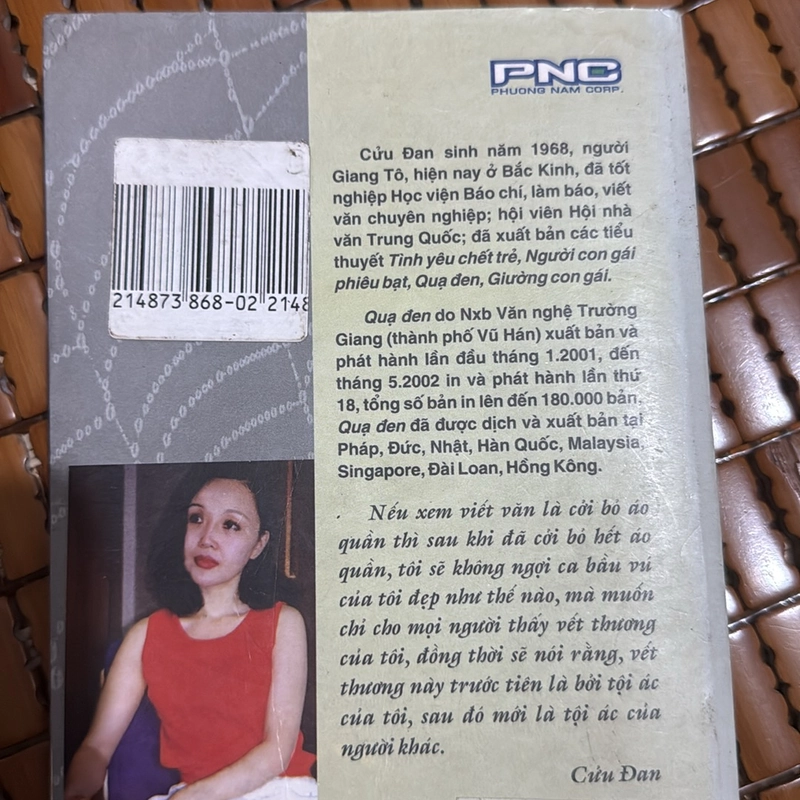 PNC
PHUONG NAM CORP.
214873 868-02 2148
Cửu Đan sinh năm 1968, người
Giang Tô, hiện nay ở Bắc Kinh, đã tốt
nghiệp Học viện Báo chí, làm báo, viết
văn chuyên nghiệp; hội viên Hội nhà
văn Trung Quốc; đã xuất bản các tiểu
thuyết Tình yêu chết trẻ, Người con gái
phiêu bạt, Quạ đen, Giường con gái.
Quạ đen do Nxb Văn nghệ Trường
Giang (thành phố Vũ Hán) xuất bản và
phát hành lần đầu tháng 1.2001, đến
tháng 5.2002 in và phát hành lần thứ
18, tổng số bản in lên đến 180.000 bản.
Quạ đen đã được dịch và xuất bản tại
Pháp, Đức, Nhật, Hàn Quốc, Malaysia,
Singapore, Đài Loan, Hồng Kông.
Nếu xem viết văn là cởi bỏ áo
quần thì sau khi đã cởi bỏ hết áo
quần, tôi sẽ không ngợi ca bầu vú
của tôi đẹp như thế nào, mà muốn
chỉ cho mọi người thấy vết thương
của tôi, đồng thời sẽ nói rằng, vết
thương này trước tiên là bởi tội ác
của tôi, sau đó mới là tội ác của
người khác.
Cửu Đan